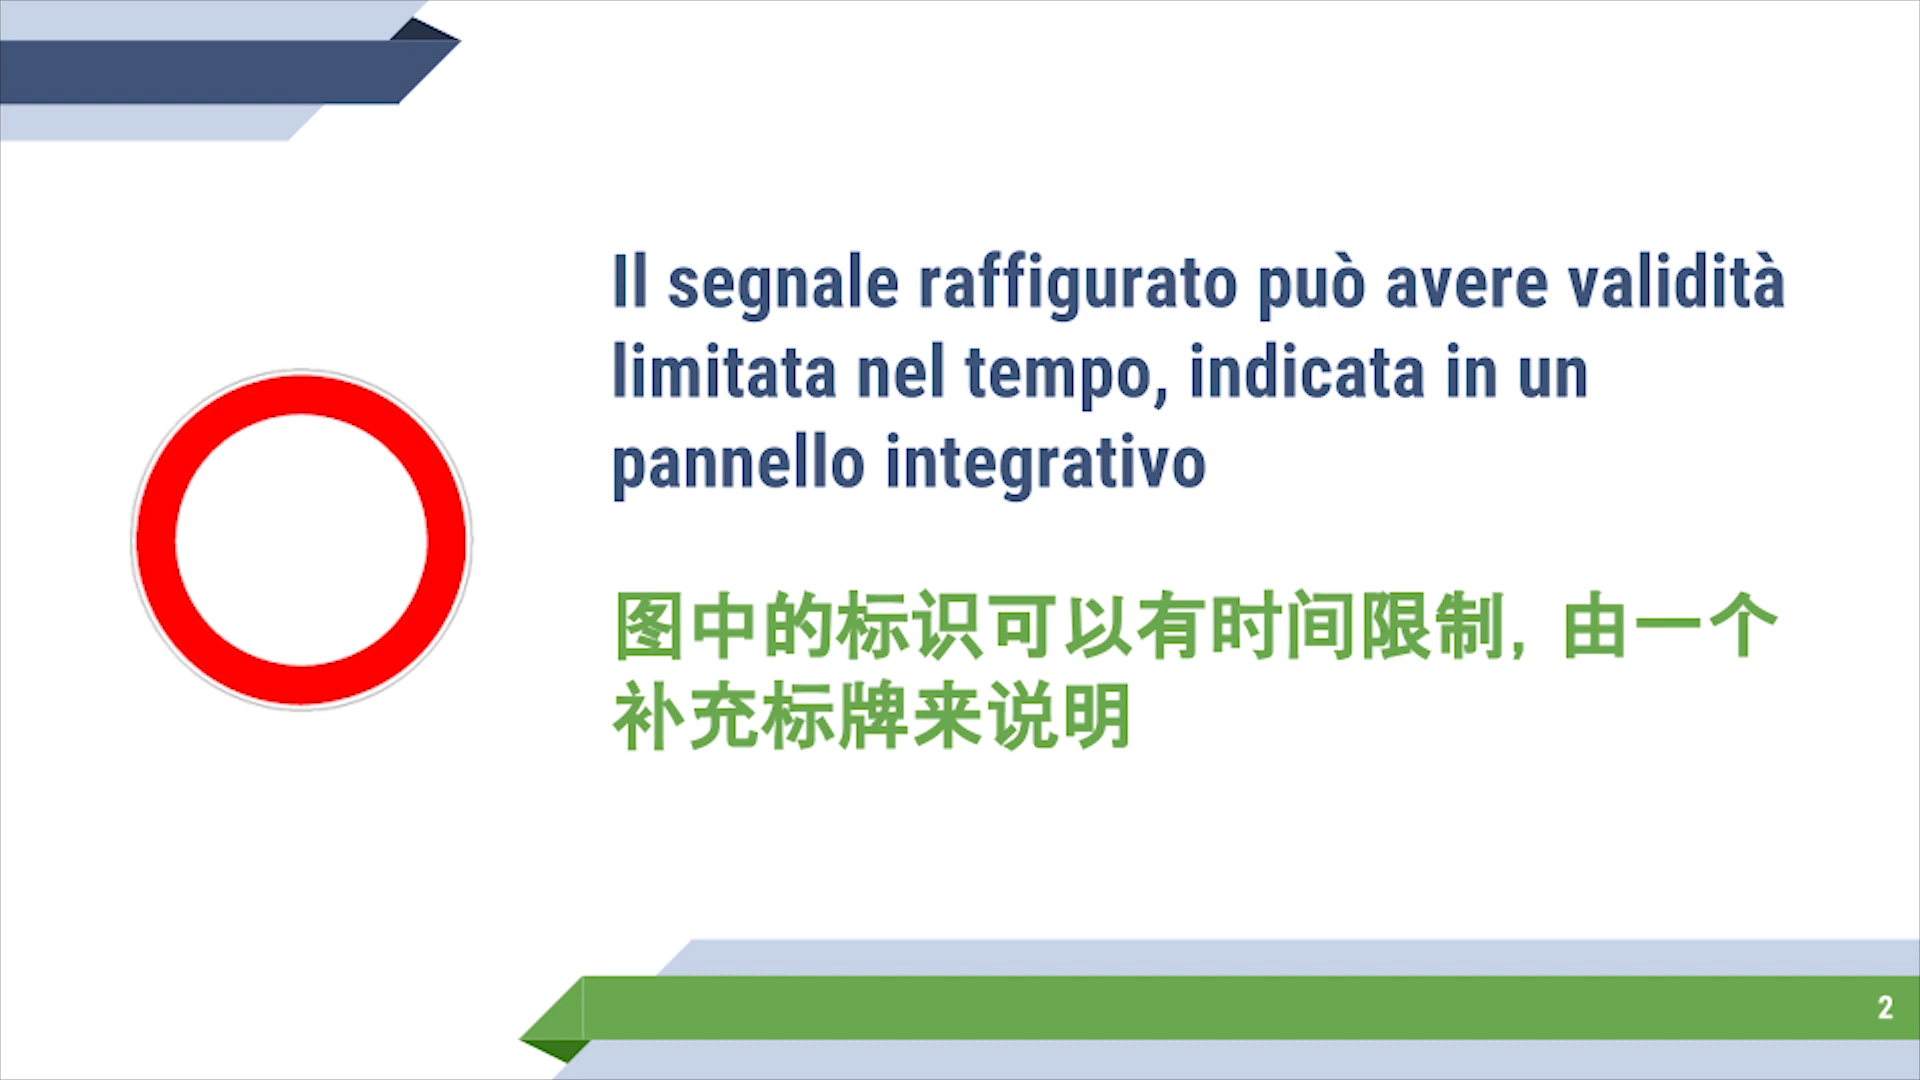 Il segnale raffigurato può avere validità
limitata nel tempo, indicata in un
pannello integrativo
图中的标识可以有时间限制, 由一个
补充标牌来说明
2